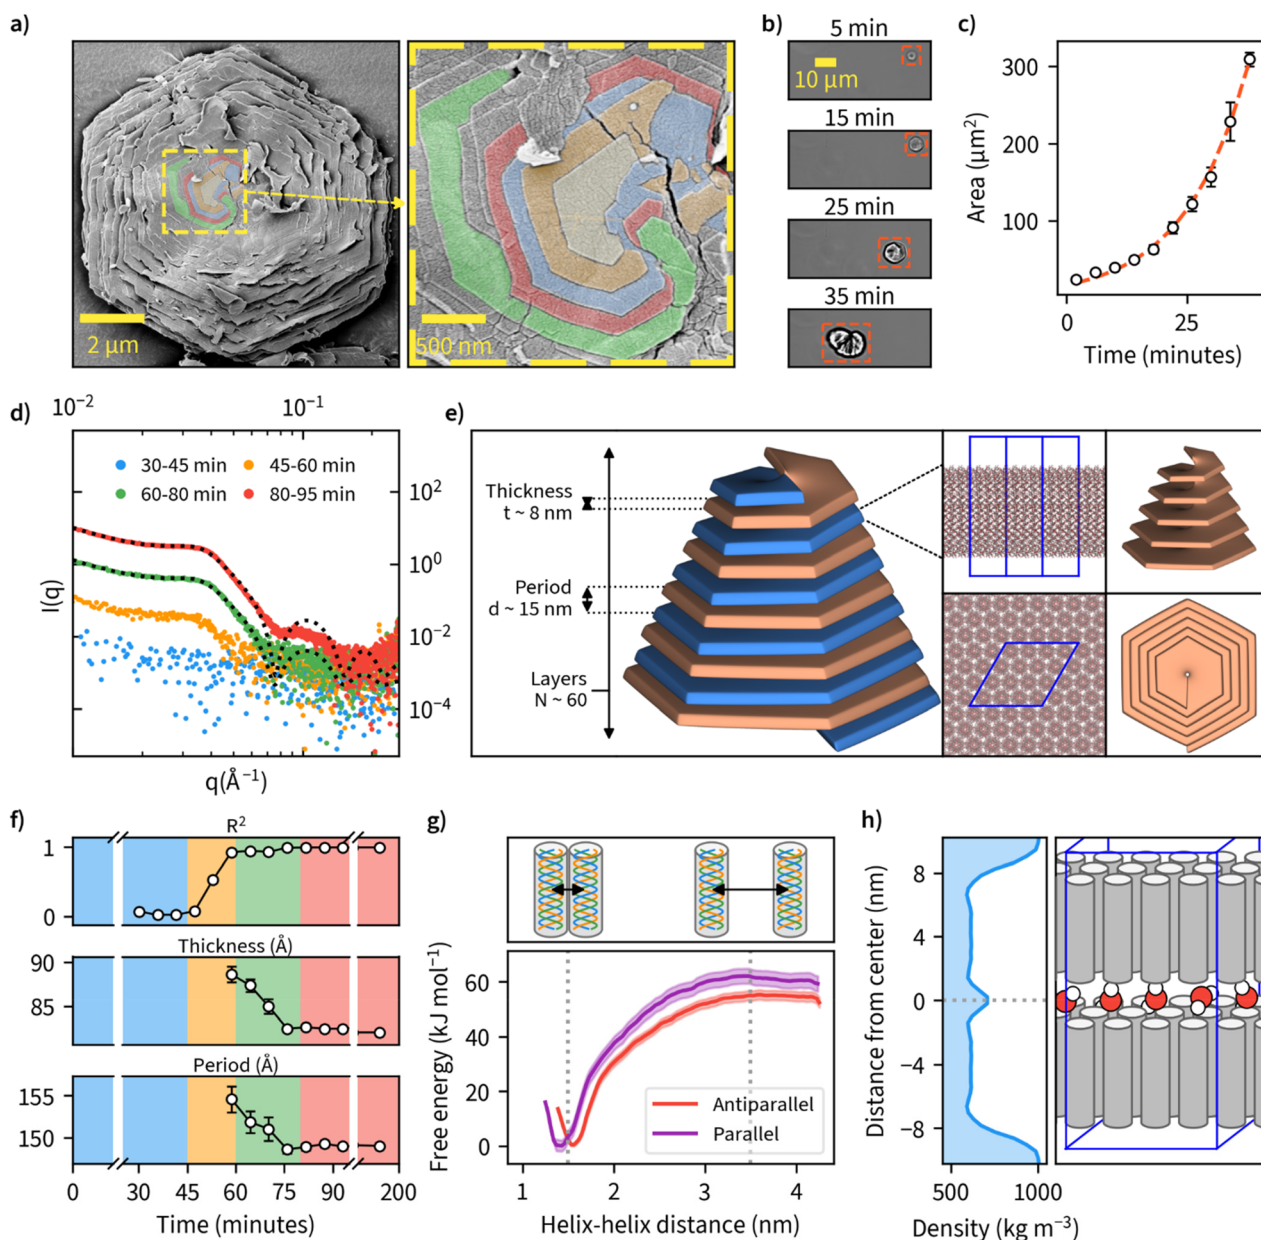 a)
2 µm
500 nm
b)
5 min
10 µm
15 min
25 min
35 min
c)
300
200
100
Area (µm²)
0
25
Time (minutes)
d)
10⁻²
10⁻¹
30-45 min
45-60 min
60-80 min
80-95 min
10²
10⁰
10⁻²
10⁻⁴
I(q)
q(Å⁻¹)
e)
Thickness
t ~ 8 nm
Period
d ~ 15 nm
Layers
N ~ 60
f)
R²
1
0
Thickness (Å)
90
85
Period (Å)
155
150
0
30
45
60
75
90
200
Time (minutes)
g)
Free energy (kJ mol⁻¹)
60
40
20
0
Antiparallel
Parallel
1
2
3
4
Helix-helix distance (nm)
h)
Distance from center (nm)
8
4
0
−4
−8
500
1000
Density (kg m⁻³)